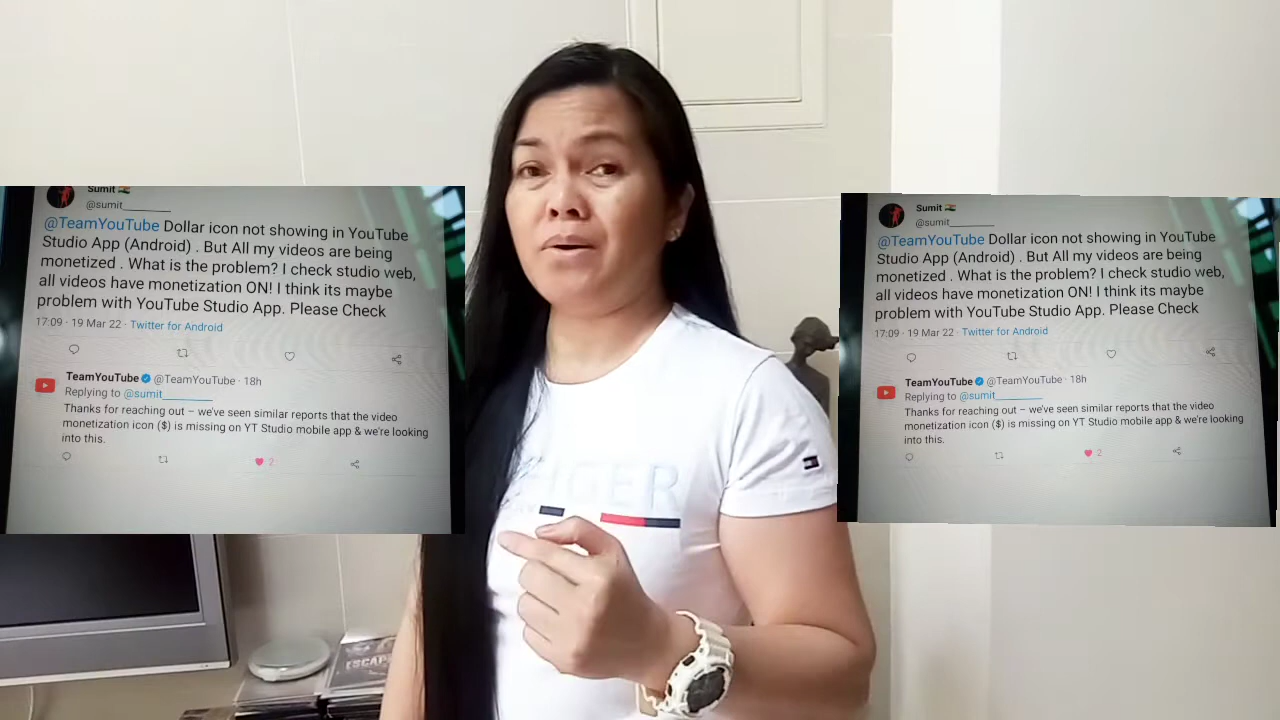 Sumit
@sumit_________
@TeamYouTube Dollar icon not showing in YouTube
Studio App (Android) . But All my videos are being
monetized . What is the problem? I check studio web,
all videos have monetization ON! I think its maybe
problem with YouTube Studio App. Please Check
17:09 · 19 Mar 22 · Twitter for Android
TeamYouTube @TeamYouTube · 18h
Replying to @sumit_________
Thanks for reaching out – we've seen similar reports that the video
monetization icon ($) is missing on YT Studio mobile app & we're looking
into this.
2
Sumit
@sumit_________
@TeamYouTube Dollar icon not showing in YouTube
Studio App (Android) . But All my videos are being
monetized . What is the problem? I check studio web,
all videos have monetization ON! I think its maybe
problem with YouTube Studio App. Please Check
17:09 · 19 Mar 22 · Twitter for Android
TeamYouTube @TeamYouTube · 18h
Replying to @sumit_________
Thanks for reaching out – we've seen similar reports that the video
monetization icon ($) is missing on YT Studio mobile app & we're looking
into this.
2
FIGER
ESCAPE